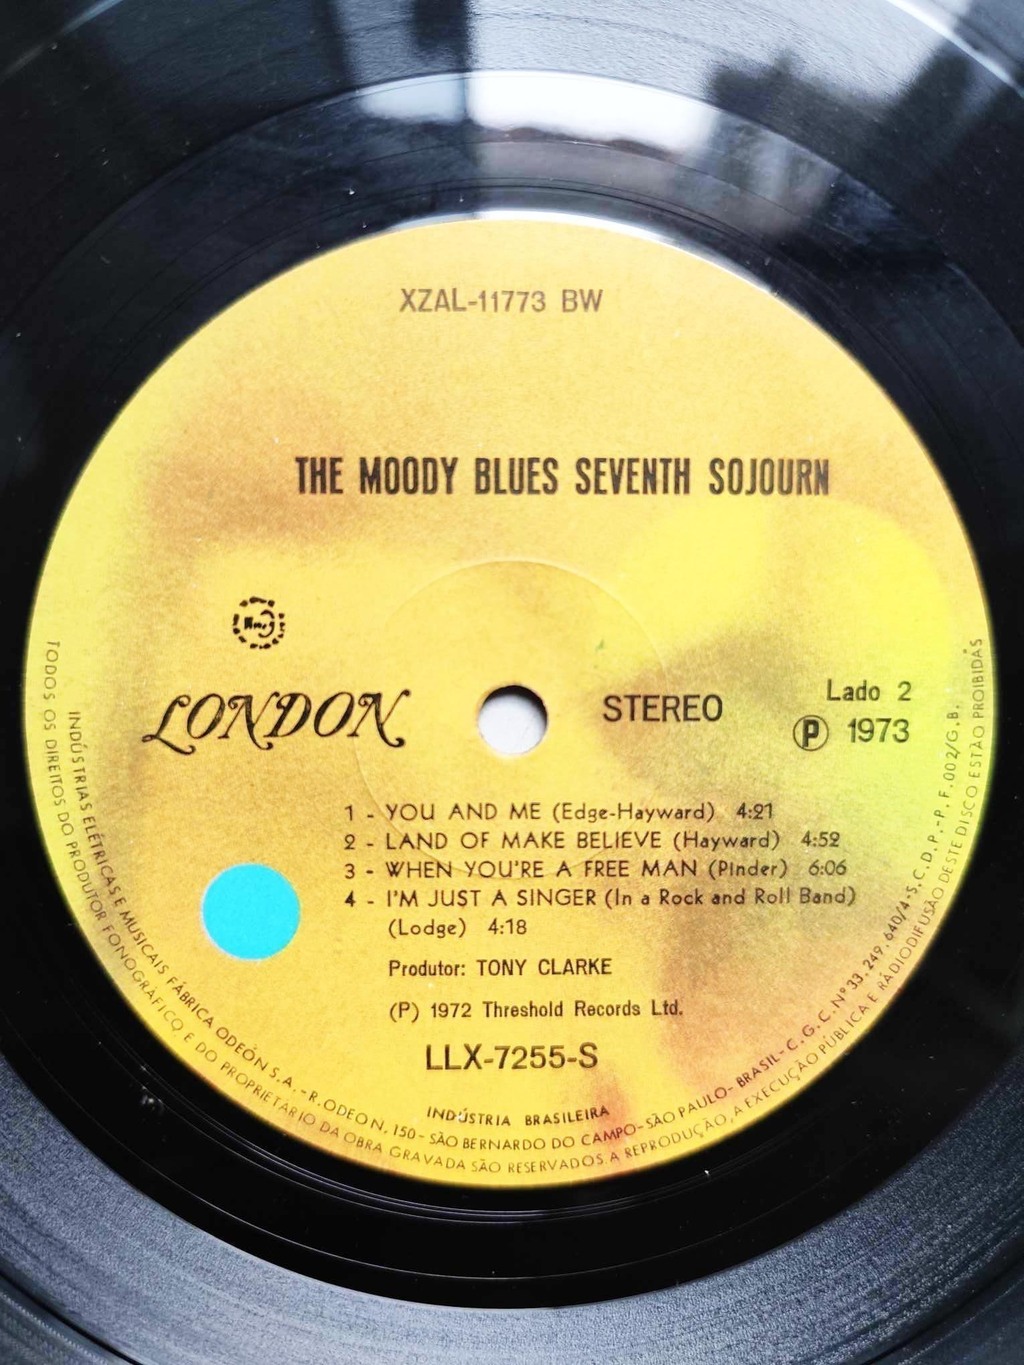 XZAL-11773 BW
THE MOODY BLUES SEVENTH SOJOURN
LONDON
STEREO
Lado 2
Ⓟ 1973
1 - YOU AND ME (Edge-Hayward) 4:21
2 - LAND OF MAKE BELIEVE (Hayward) 4:52
3 - WHEN YOU'RE A FREE MAN (Pinder) 6:06
4 - I'M JUST A SINGER (In a Rock and Roll Band)
(Lodge) 4:18
Produtor: TONY CLARKE
(P) 1972 Threshold Records Ltd.
LLX-7255-S
INDÚSTRIA BRASILEIRA
INDÚSTRIAS ELÉTRICAS E MUSICAIS FÁBRICA ODEON S.A. - R. ODEON, 150 - SÃO BERNARDO DO CAMPO - SÃO PAULO - BRASIL - C.G.C. Nº 33.249.640/4 - S.C.D.P. - P.F. 002/G.B.
TODOS OS DIREITOS DO PRODUTOR FONOGRÁFICO E DO PROPRIETÁRIO DA OBRA GRAVADA SÃO RESERVADOS. A REPRODUÇÃO, A EXECUÇÃO PÚBLICA E RADIODIFUSÃO DESTE DISCO ESTÃO PROIBIDAS